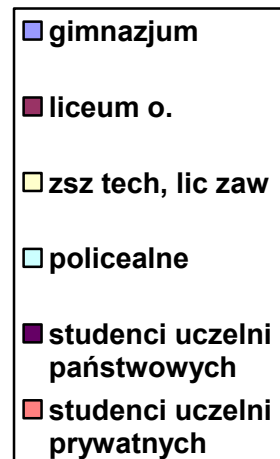 gimnazjum
liceum o.
zsz tech, lic zaw
policealne
studenci uczelni
państwowych
studenci uczelni
prywatnych